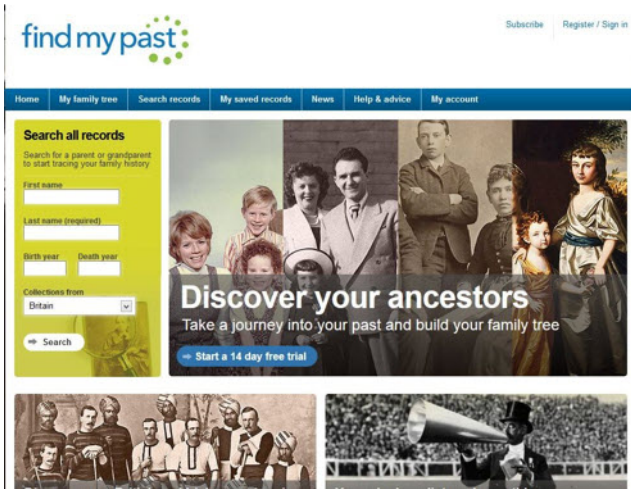 find my past
Subscribe Register / Sign in
Home My family tree Search records My saved records News Help & advice My account
Search all records
Search for a parent or grandparent
to start tracing your family history
First name
Last name (required)
Birth year Death year
Collections from
Britain
Search
Discover your ancestors
Take a journey into your past and build your family tree
Start a 14 day free trial